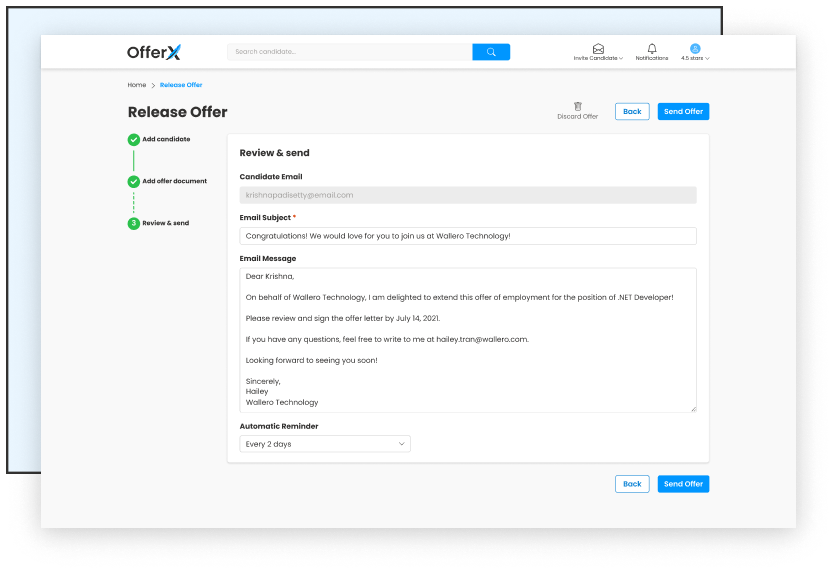 OfferX
Search candidate...
Invite Candidate
Notifications
4.5 stars
Home > Release Offer
Release Offer
Discard Offer
Back
Send Offer
Add candidate
Add offer document
3 Review & send
Review & send
Candidate Email
krishnapadisetty@email.com
Email Subject *
Congratulations! We would love for you to join us at Wallero Technology!
Email Message
Dear Krishna,
On behalf of Wallero Technology, I am delighted to extend this offer of employment for the position of .NET Developer!
Please review and sign the offer letter by July 14, 2021.
If you have any questions, feel free to write to me at hailey.tran@wallero.com.
Looking forward to seeing you soon!
Sincerely,
Hailey
Wallero Technology
Automatic Reminder
Every 2 days
Back
Send Offer